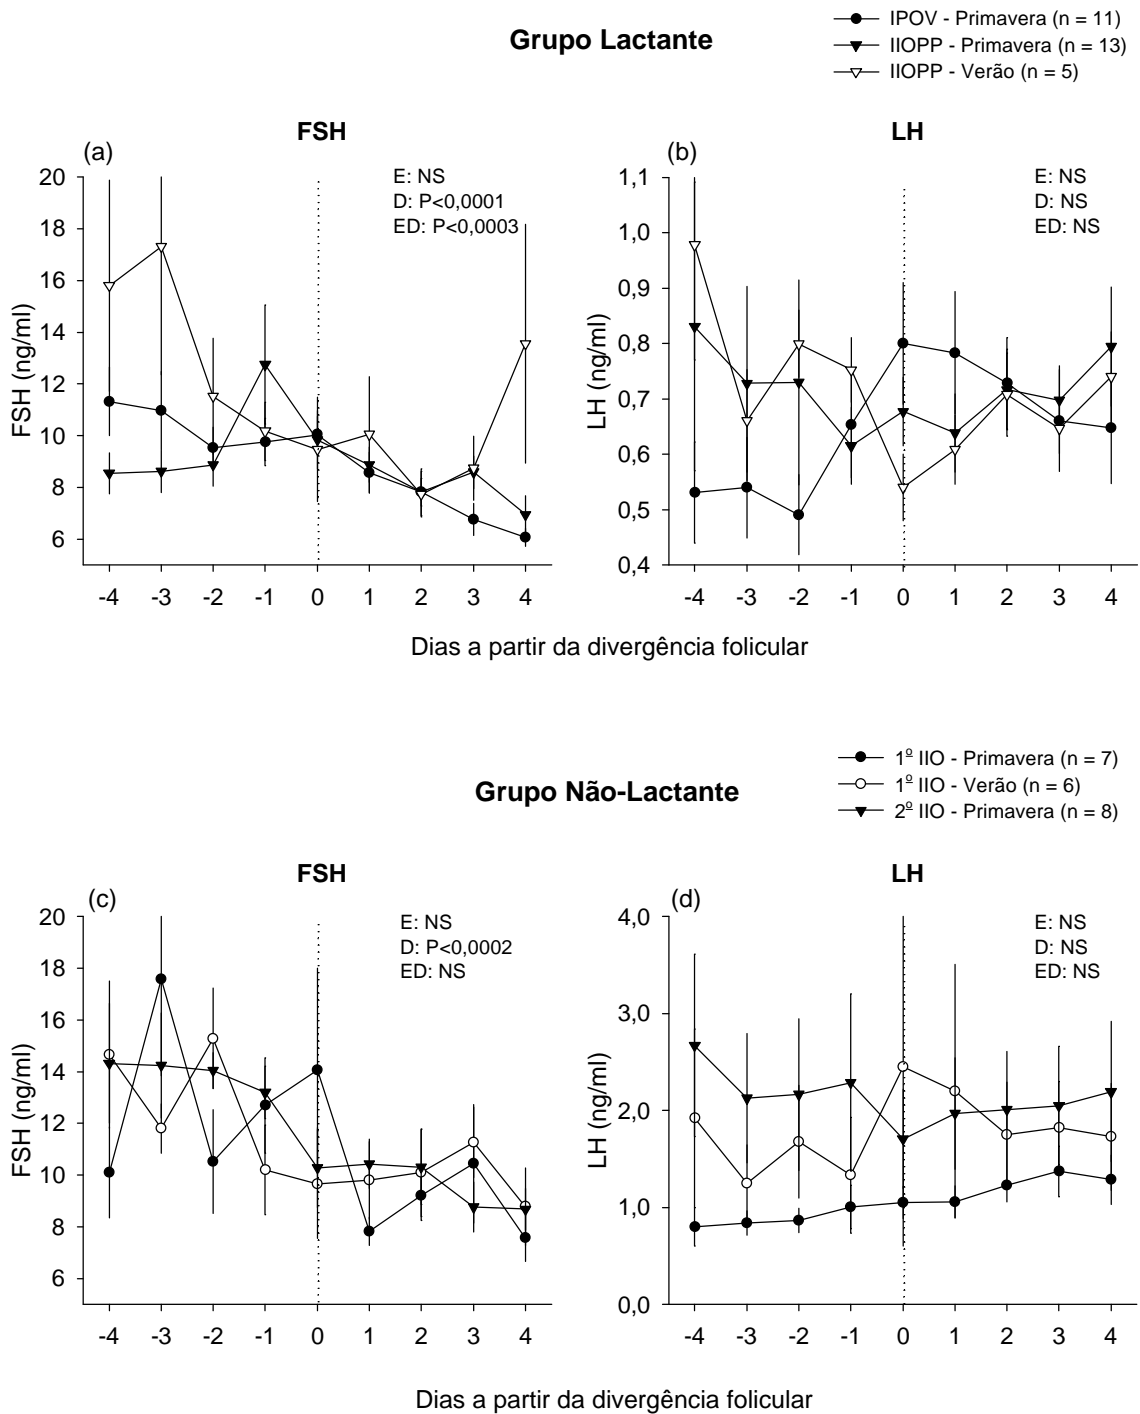 Grupo Lactante
IPOV - Primavera (n = 11)
IIOPP - Primavera (n = 13)
IIOPP - Verão (n = 5)
FSH
(a)
E: NS
D: P<0,0001
ED: P<0,0003
20
18
16
14
12
10
8
6
FSH (ng/ml)
-4 -3 -2 -1 0 1 2 3 4
LH
(b)
E: NS
D: NS
ED: NS
1,1
1,0
0,9
0,8
0,7
0,6
0,5
0,4
LH (ng/ml)
-4 -3 -2 -1 0 1 2 3 4
Dias a partir da divergência folicular
Grupo Não-Lactante
1º IIO - Primavera (n = 7)
1º IIO - Verão (n = 6)
2º IIO - Primavera (n = 8)
FSH
(c)
E: NS
D: P<0,0002
ED: NS
20
18
16
14
12
10
8
6
FSH (ng/ml)
-4 -3 -2 -1 0 1 2 3 4
LH
(d)
E: NS
D: NS
ED: NS
4,0
3,0
2,0
1,0
0,0
LH (ng/ml)
-4 -3 -2 -1 0 1 2 3 4
Dias a partir da divergência folicular